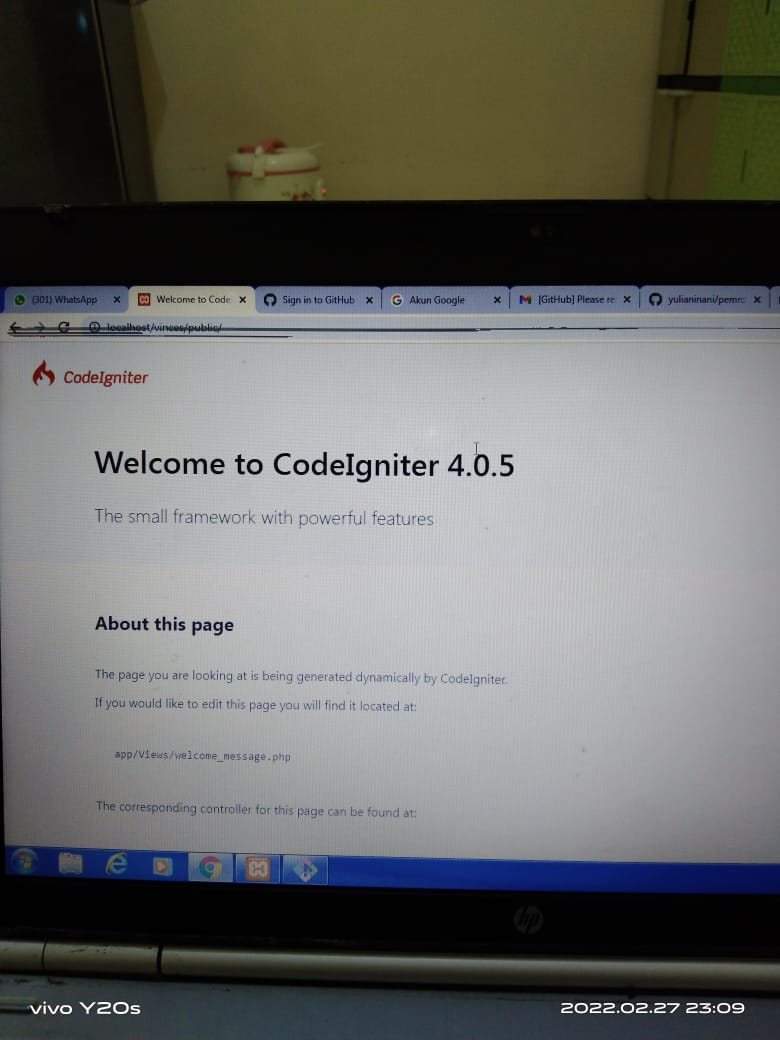 (301) WhatsApp
Welcome to Code
Sign in to GitHub
Akun Google
[GitHub] Please re
yulianinani/pemro
localhost/vinces/public/
CodeIgniter
Welcome to CodeIgniter 4.0.5
The small framework with powerful features
About this page
The page you are looking at is being generated dynamically by CodeIgniter.
If you would like to edit this page you will find it located at:
app/Views/welcome_message.php
The corresponding controller for this page can be found at:
hp
vivo Y20s
2022.02.27 23:09